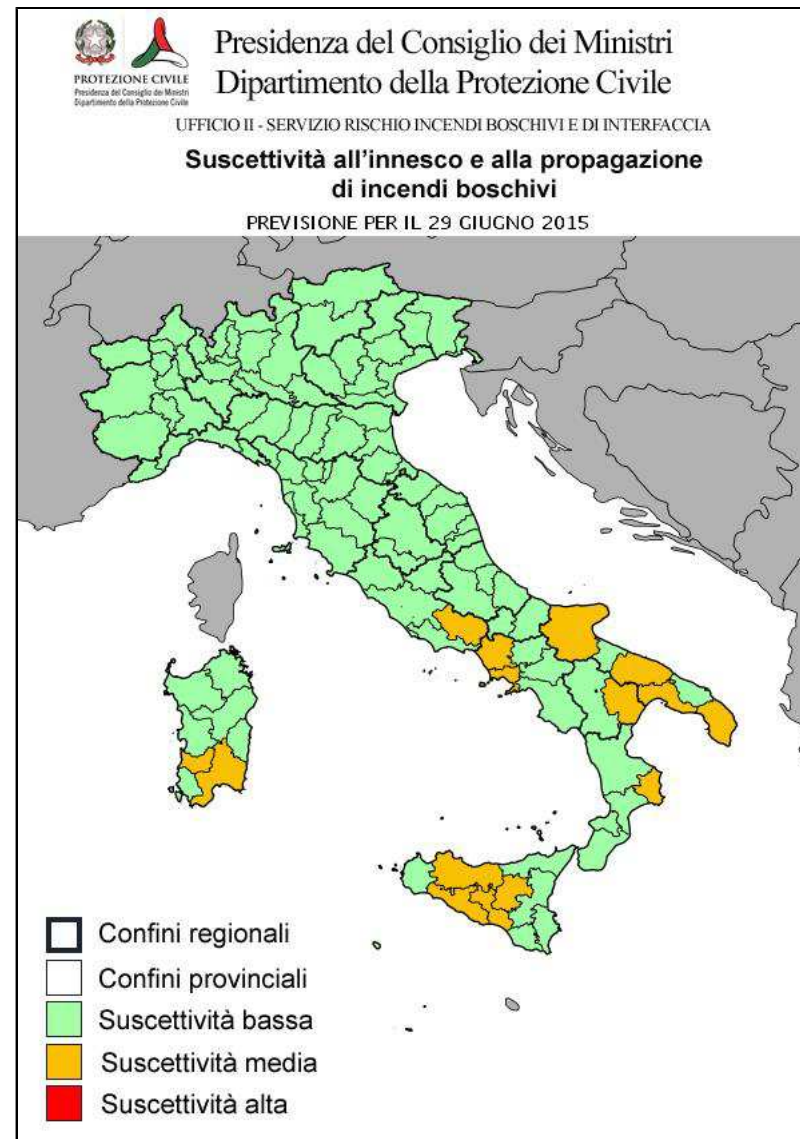 PROTEZIONE CIVILE
Presidenza del Consiglio dei Ministri
Dipartimento della Protezione Civile
Presidenza del Consiglio dei Ministri
Dipartimento della Protezione Civile
UFFICIO II - SERVIZIO RISCHIO INCENDI BOSCHIVI E DI INTERFACCIA
Suscettività all'innesco e alla propagazione
di incendi boschivi
PREVISIONE PER IL 29 GIUGNO 2015
Confini regionali
Confini provinciali
Suscettività bassa
Suscettività media
Suscettività alta